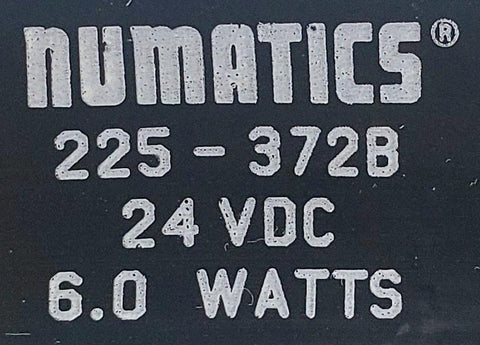 NUMATICS®
225-372B
24 VDC
6.0 WATTS